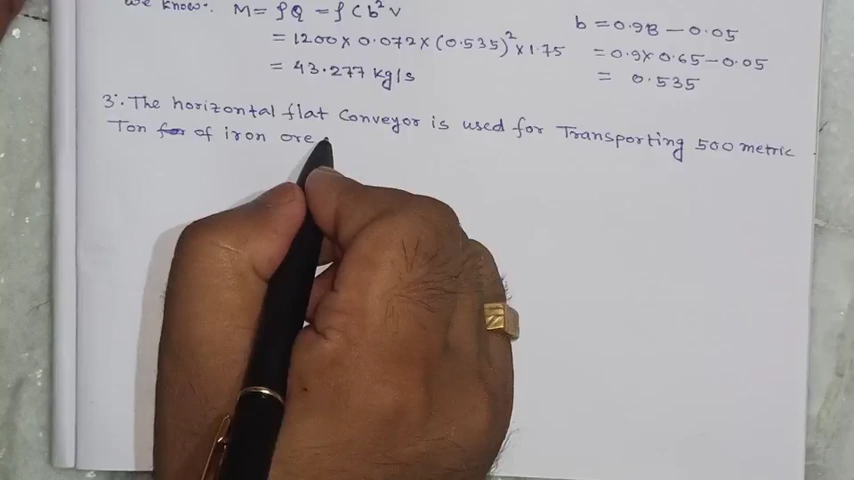 we know:. M = ρQ = ρ C b² v
= 1200 × 0.072 × (0.535)² × 1.75
= 43.277 kg/s
b = 0.9B - 0.05
= 0.9 × 0.65 - 0.05
= 0.535
3:. The horizontal flat Conveyor is used for Transporting 500 metric
Ton for of iron ore